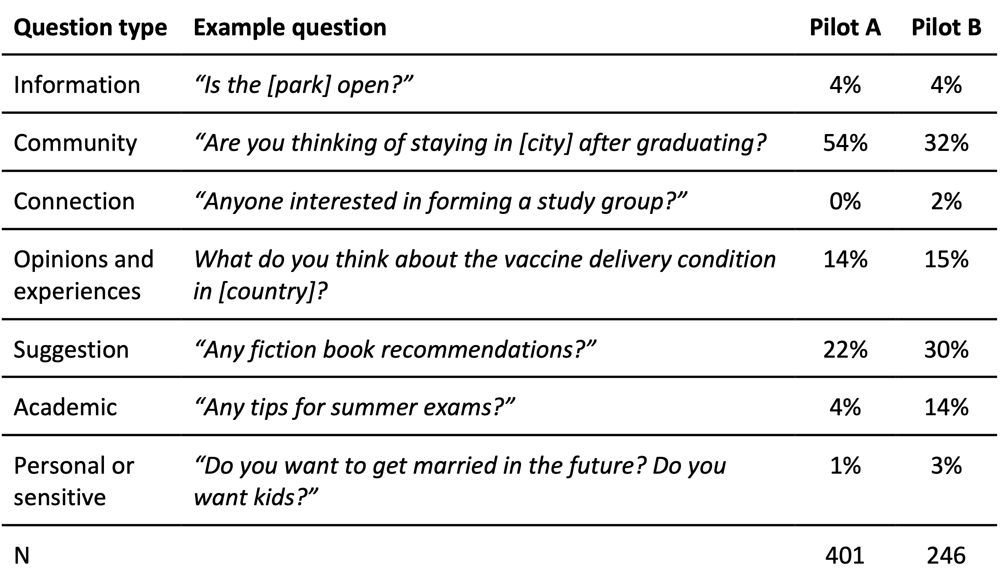 Question type Example question Pilot A Pilot B
Information “Is the [park] open?” 4% 4%
Community “Are you thinking of staying in [city] after graduating? 54% 32%
Connection “Anyone interested in forming a study group?” 0% 2%
Opinions and What do you think about the vaccine delivery condition 14% 15%
experiences in [country]?
Suggestion “Any fiction book recommendations?” 22% 30%
Academic “Any tips for summer exams?” 4% 14%
Personal or “Do you want to get married in the future? Do you 1% 3%
sensitive want kids?”
N 401 246